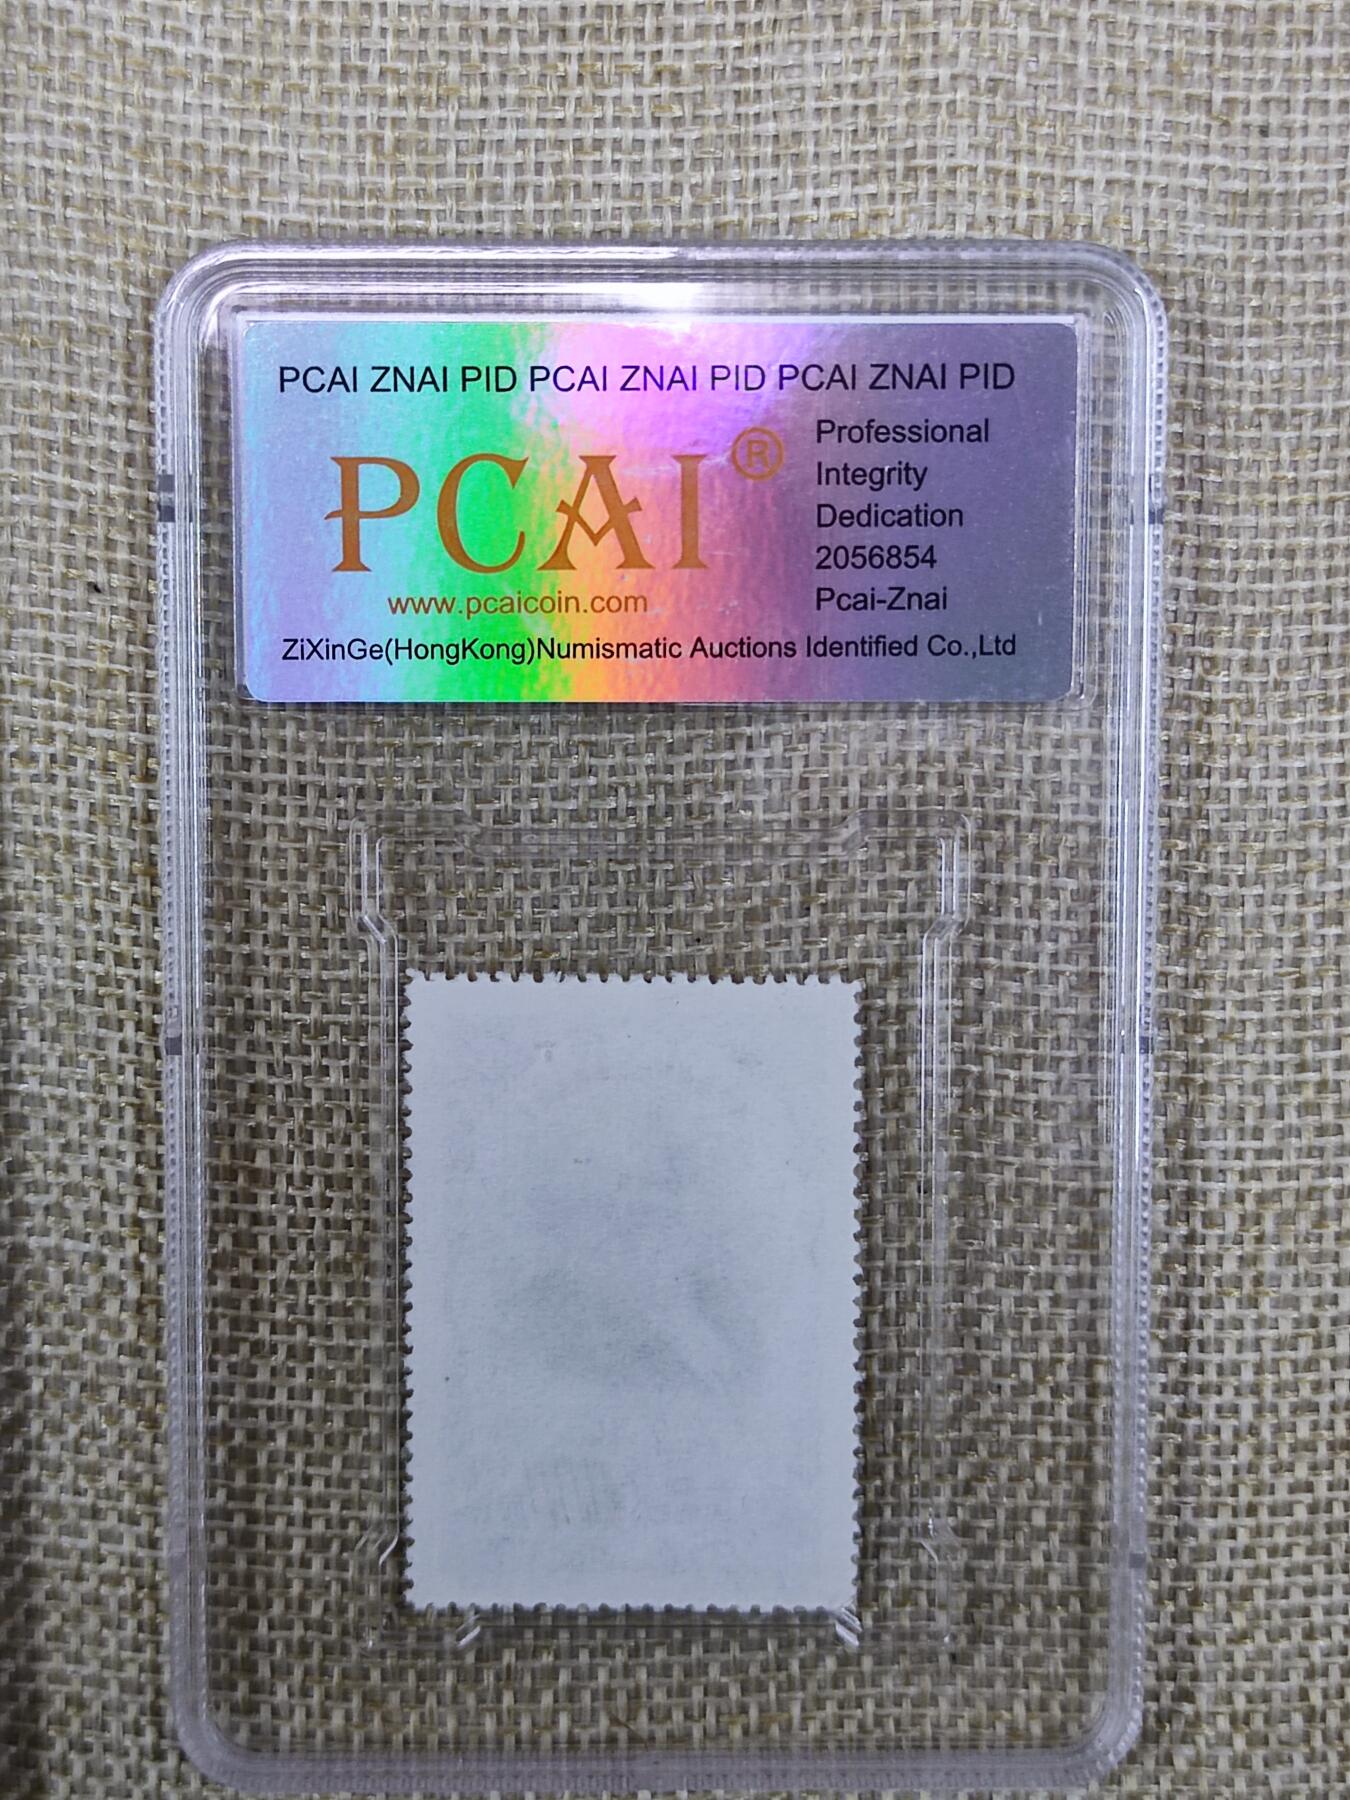 PCAI ZNAI PID PCAI ZNAI PID PCAI ZNAI PID
PCAI®
www.pcaicoin.com
Professional
Integrity
Dedication
2056854
Pcai-Znai
ZiXinGe(HongKong)Numismatic Auctions Identified Co.,Ltd